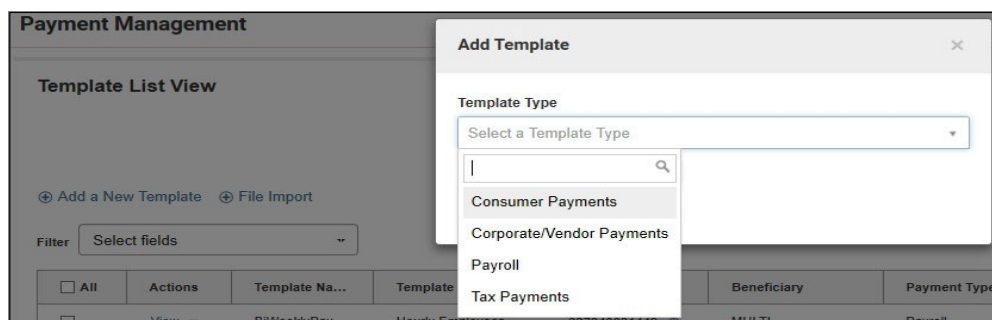 Payment Management
Add Template
×
Template List View
Template Type
Select a Template Type
Add a New Template File Import
Consumer Payments
Filter Select fields
Corporate/Vendor Payments
Payroll
All Actions Template Na... Template Beneficiary Payment Type
Tax Payments
View